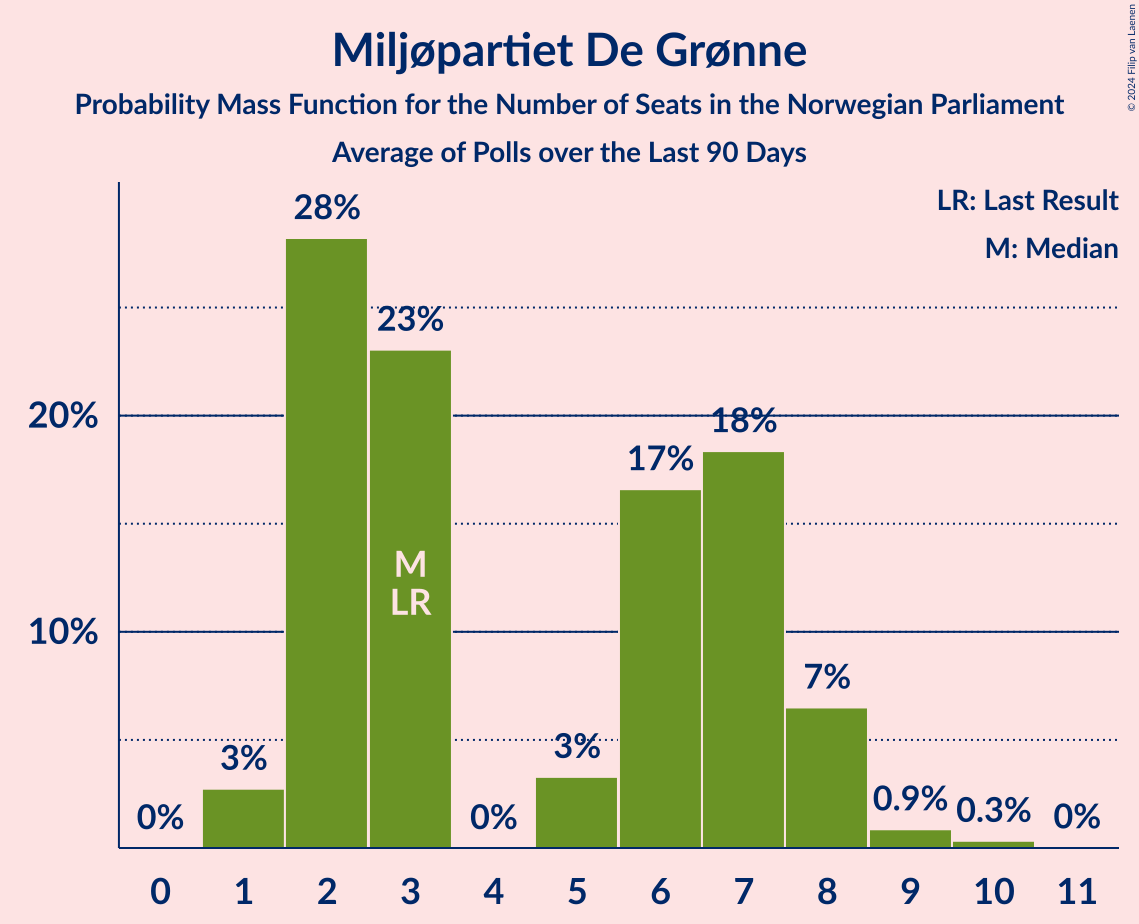 © 2024 Filip van Laenen
Miljøpartiet De Grønne
Probability Mass Function for the Number of Seats in the Norwegian Parliament
Average of Polls over the Last 90 Days
LR: Last Result
M: Median
28%
23%
20%
18%
17%
M
LR
10%
7%
3%
3%
0%
0%
0.9%
0.3%
0%
0 1 2 3 4 5 6 7 8 9 10 11